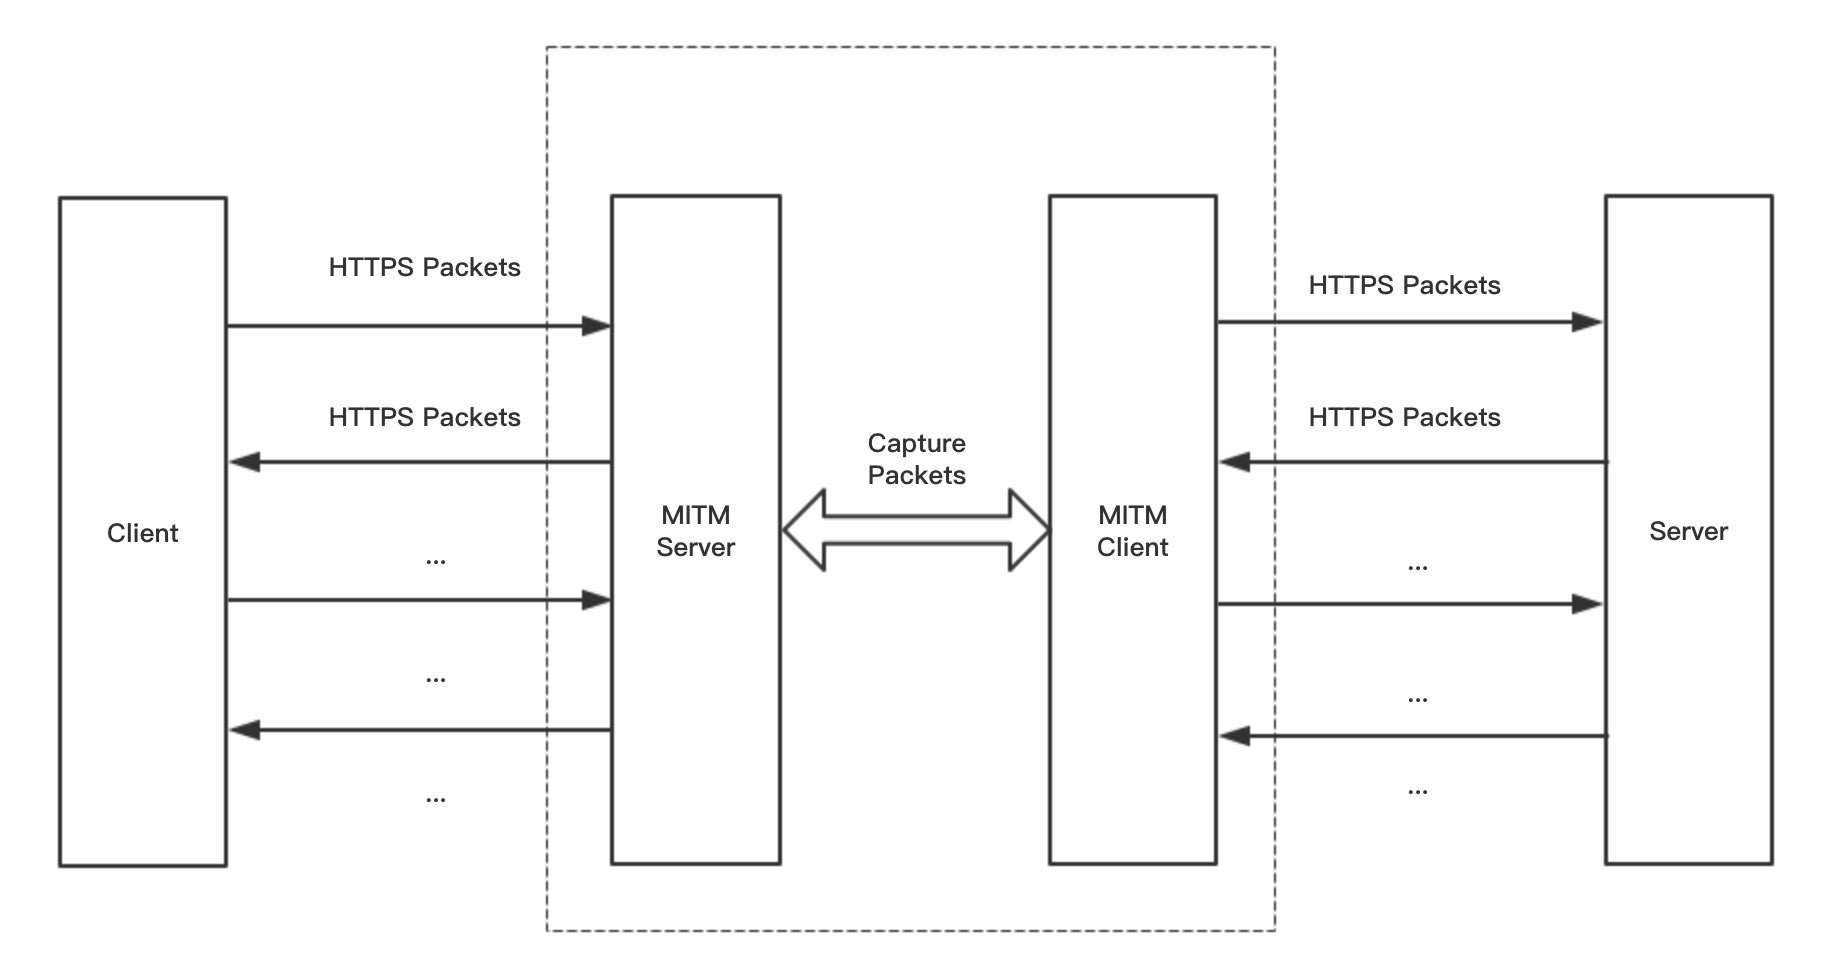 HTTPS Packets
HTTPS Packets
HTTPS Packets
HTTPS Packets
Capture
Packets
Client
MITM
Server
MITM
Client
Server
...
...
...
...
...
...